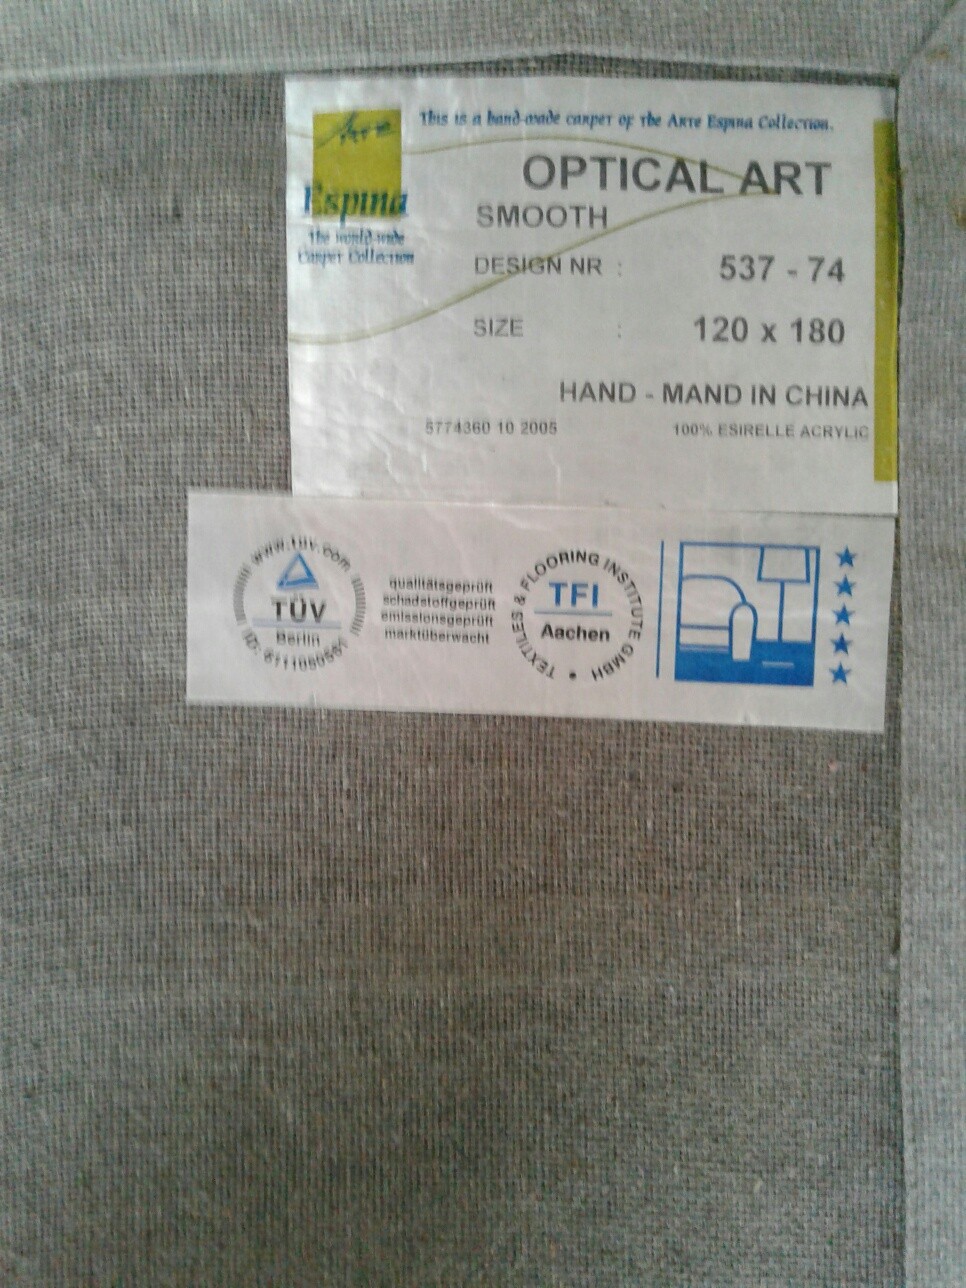 Arte
Espina
The world-wide
Carpet Collection
This is a hand-made carpet of the Arte Espina Collection.
OPTICAL ART
SMOOTH
DESIGN NR : 537 - 74
SIZE : 120 x 180
HAND - MAND IN CHINA
5774360 10 2005 100% ESIRELLE ACRYLIC
www.tuv.com
TÜV
Berlin
qualitätsgeprüft
schadstoffgeprüft
emissionsgeprüft
marktüberwacht
TEXTILES & FLOORING INSTITUTE GMBH
TFI
Aachen